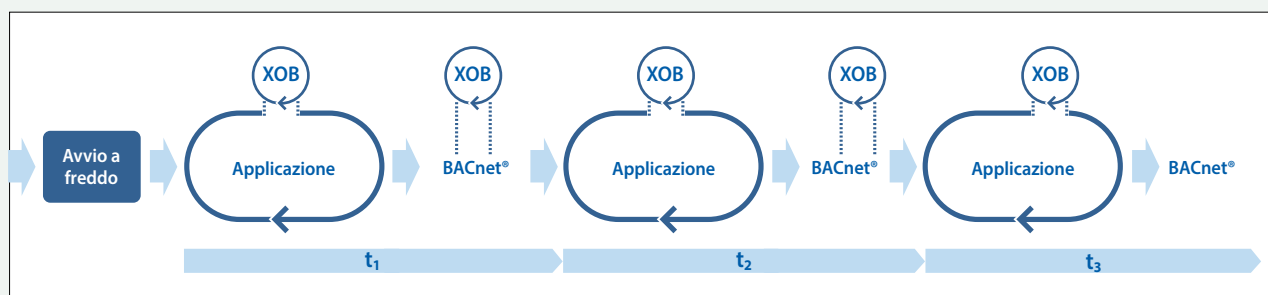 XOB
XOB
XOB
XOB
XOB
Avvio a
freddo
Applicazione
BACnet®
Applicazione
BACnet®
Applicazione
BACnet®
t₁
t₂
t₃